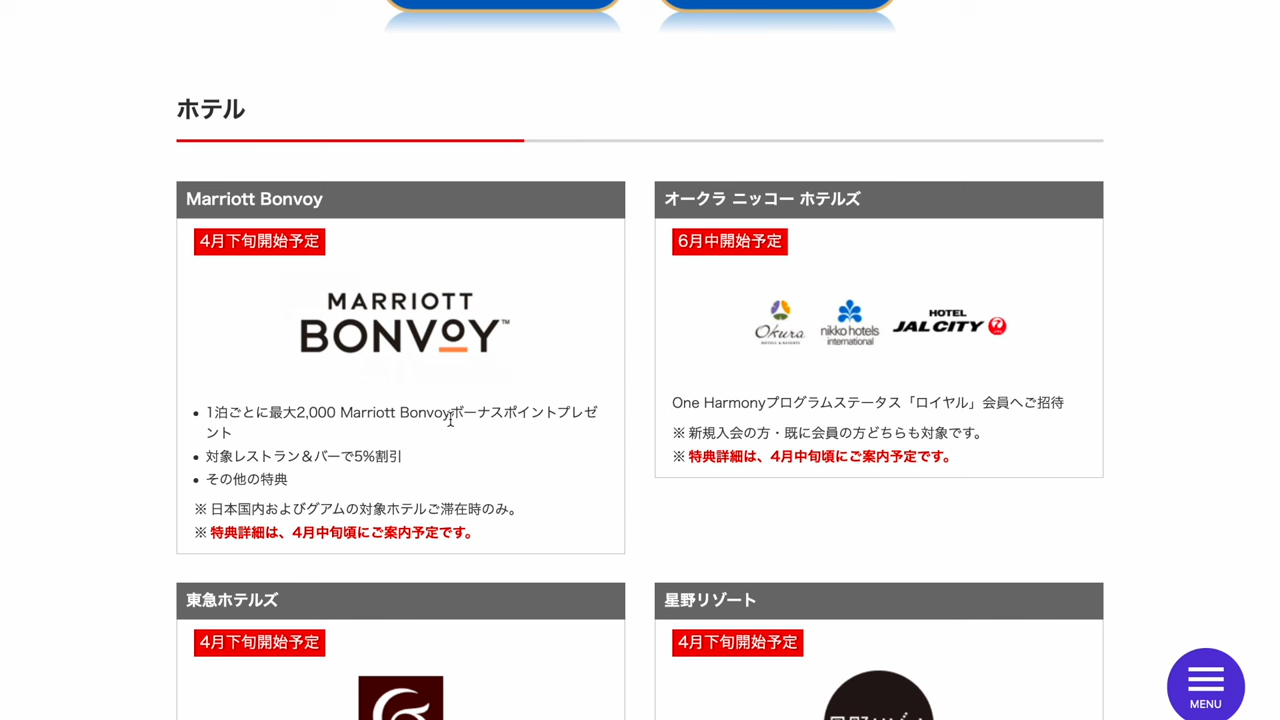 ホテル
Marriott Bonvoy
4月下旬開始予定
MARRIOTT
BONVOY™
1泊ごとに最大2,000 Marriott Bonvoyボーナスポイントプレゼ
ント
対象レストラン＆バーで5%割引
その他の特典
※ 日本国内およびグアムの対象ホテルご滞在時のみ。
※ 特典詳細は、4月中旬頃にご案内予定です。
オークラ ニッコー ホテルズ
6月中開始予定
Okura
HOTELS & RESORTS
nikko hotels
international
HOTEL
JAL CITY
One Harmonyプログラムステータス「ロイヤル」会員へご招待
※ 新規入会の方・既に会員の方どちらも対象です。
※ 特典詳細は、4月中旬頃にご案内予定です。
東急ホテルズ
4月下旬開始予定
星野リゾート
4月下旬開始予定
MENU